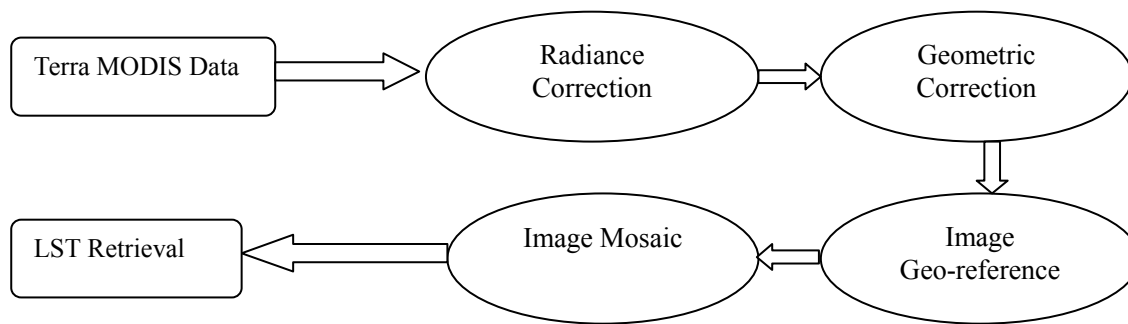 Terra MODIS Data
Radiance
Correction
Geometric
Correction
Image
Geo-reference
Image Mosaic
LST Retrieval